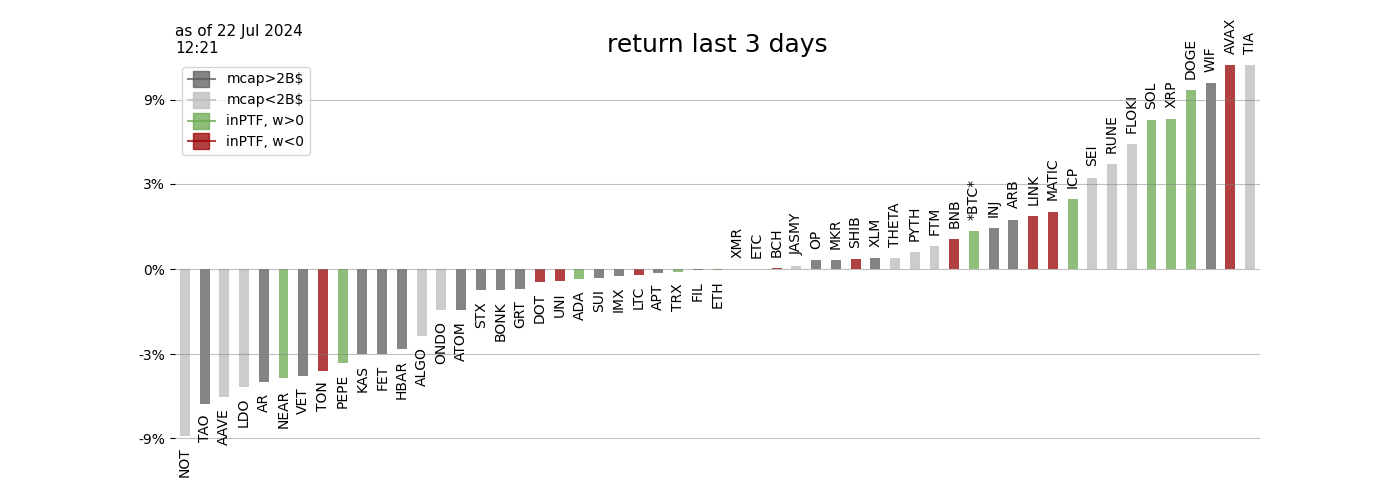 as of 22 Jul 2024
12:21
return last 3 days
mcap>2B$
mcap<2B$
inPTF, w>0
inPTF, w<0
9%
3%
0%
-3%
-9%
NOT
TAO
AAVE
LDO
AR
NEAR
VET
TON
PEPE
KAS
FET
HBAR
ALGO
ONDO
ATOM
STX
BONK
GRT
DOT
UNI
ADA
SUI
IMX
LTC
APT
TRX
FIL
ETH
XMR
ETC
BCH
JASMY
OP
MKR
SHIB
XLM
THETA
PYTH
FTM
BNB
*BTC*
INJ
ARB
LINK
MATIC
ICP
SEI
RUNE
FLOKI
SOL
XRP
DOGE
WIF
AVAX
TIA